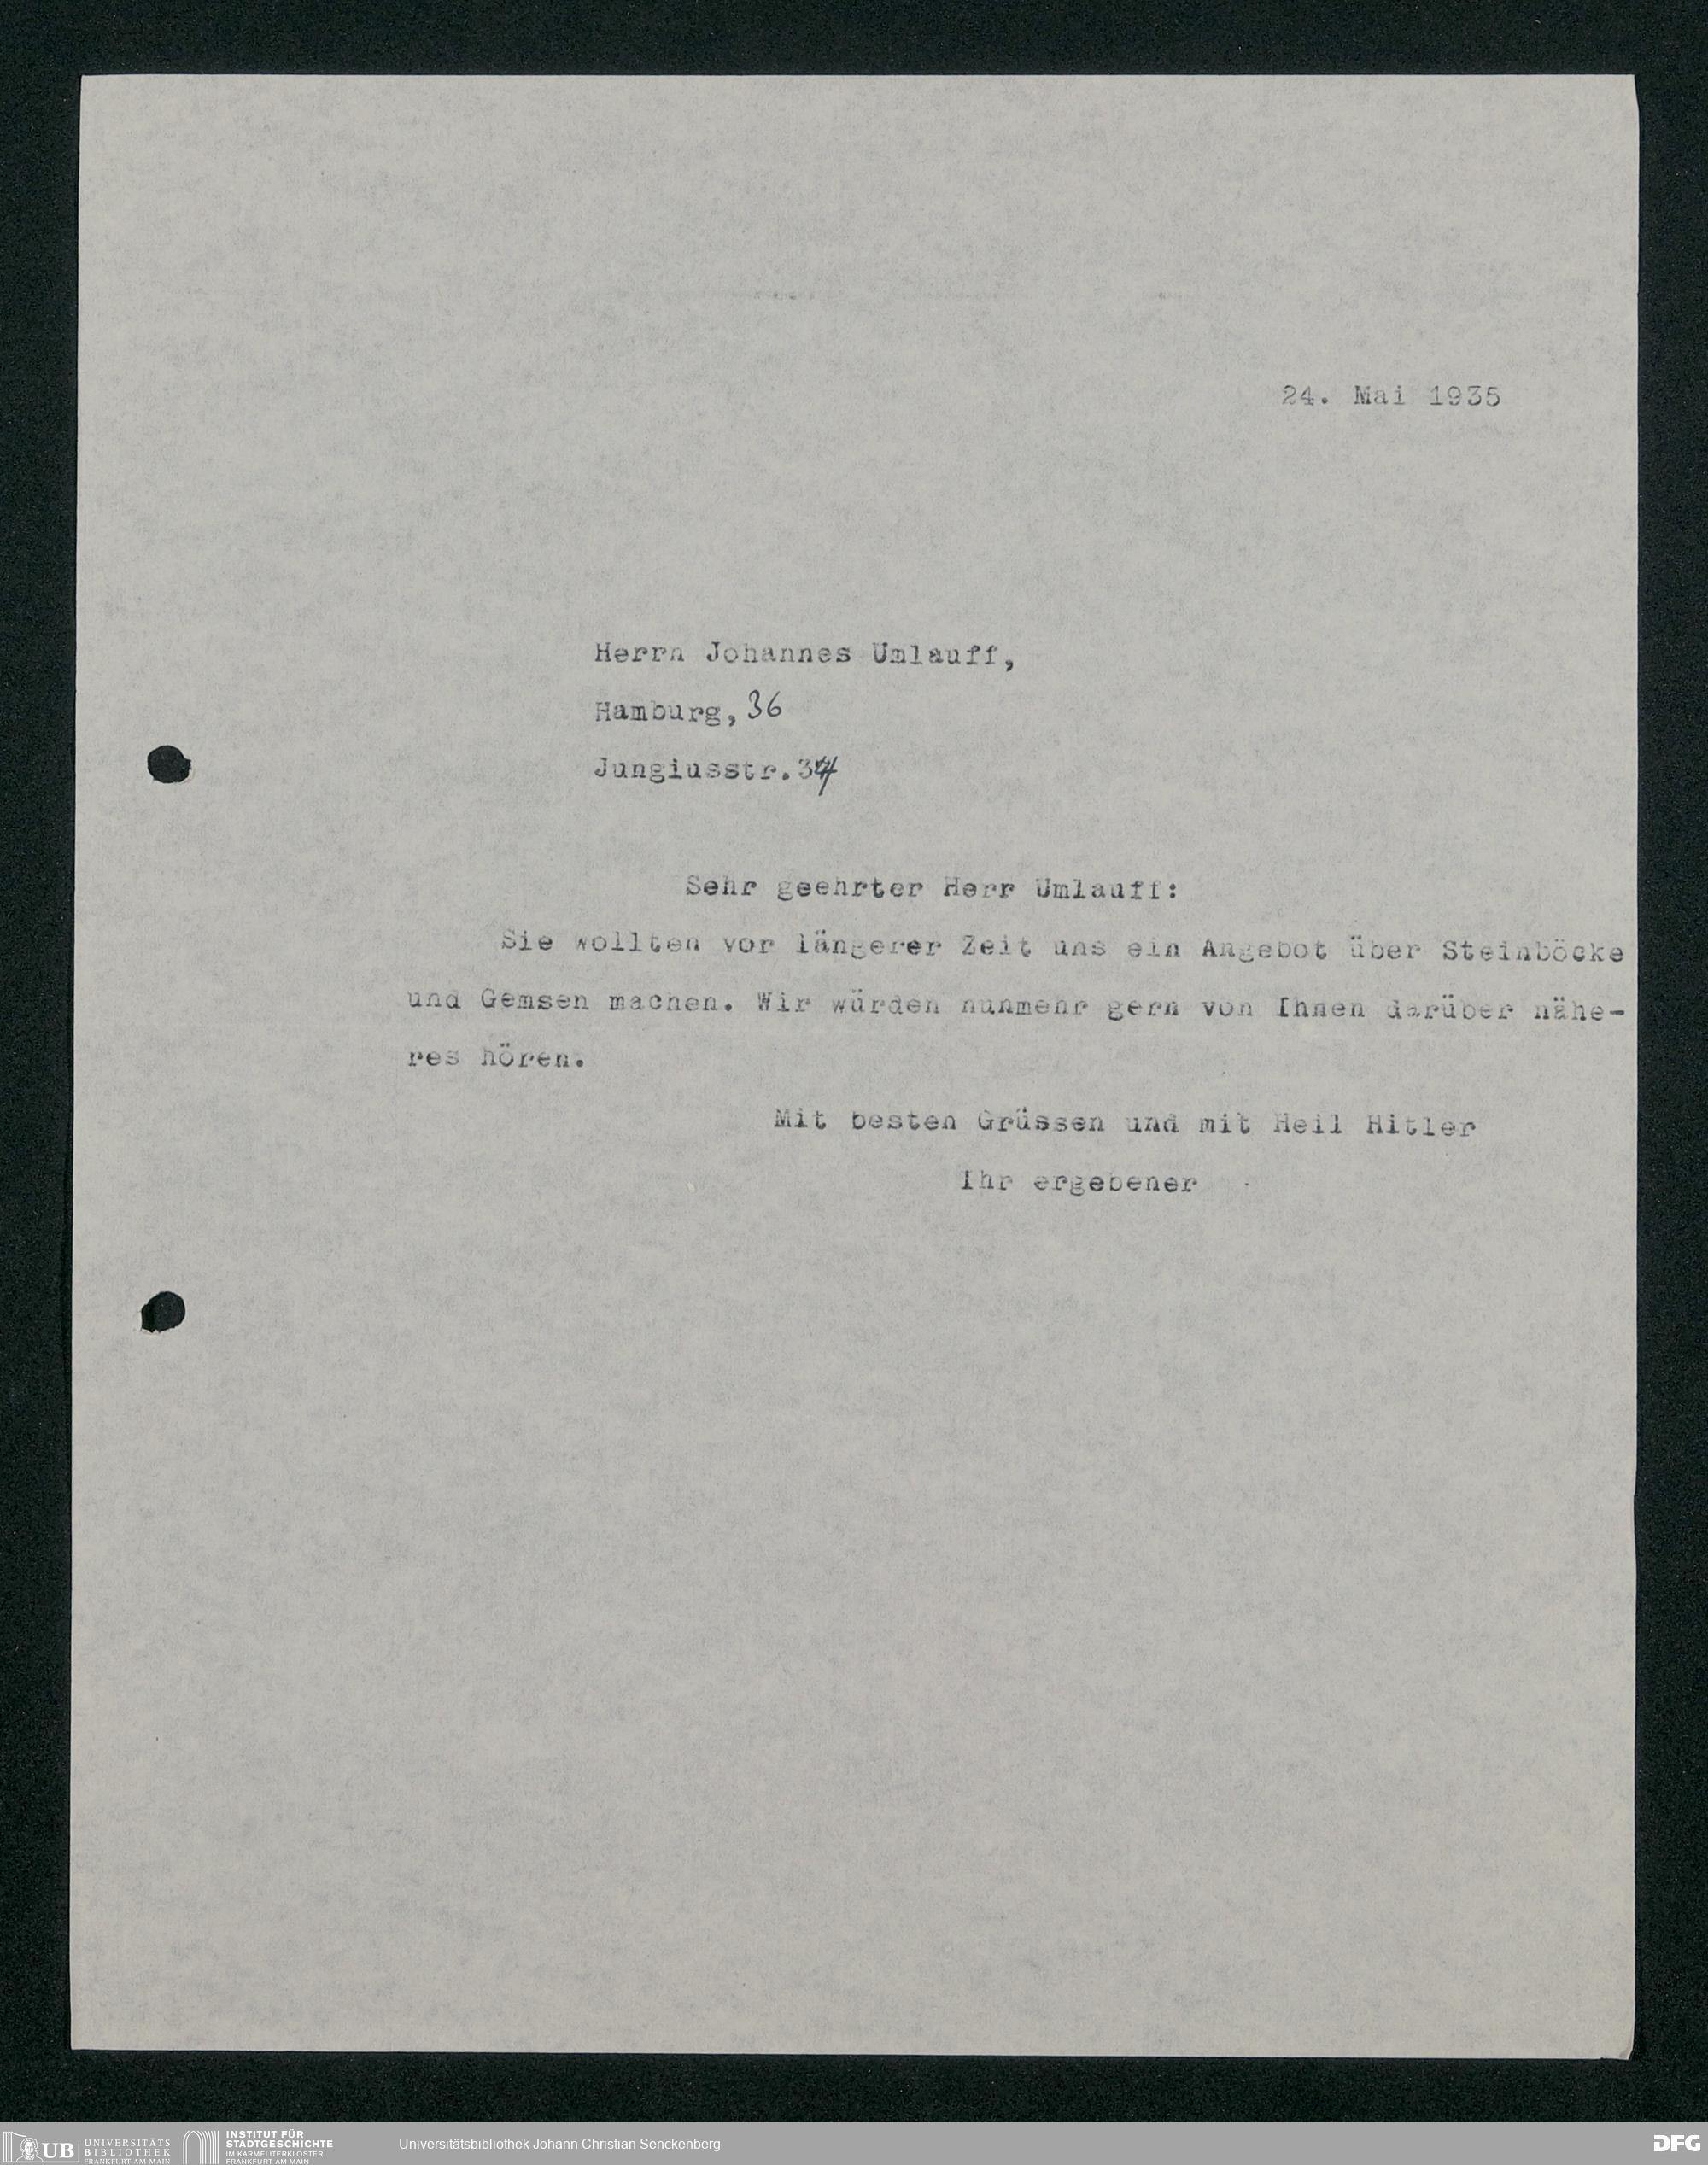 24. Mai 1935
Herrn Johannes Umlauff,
Hamburg, 36
Jungiusstr.34
Sehr geehrter Herr Umlauff:
Sie wollten vor längerer Zeit uns ein Angebot über Steinböcke
und Gemsen machen. Wir würden nunmehr gern von Ihnen darüber nähe-
res hören.
Mit besten Grüssen und mit Heil Hitler
Ihr ergebener
UB
UNIVERSITÄTS
BIBLIOTHEK
FRANKFURT AM MAIN
INSTITUT FÜR
STADTGESCHICHTE
IM KARMELITERKLOSTER
FRANKFURT AM MAIN
Universitätsbibliothek Johann Christian Senckenberg
DFG